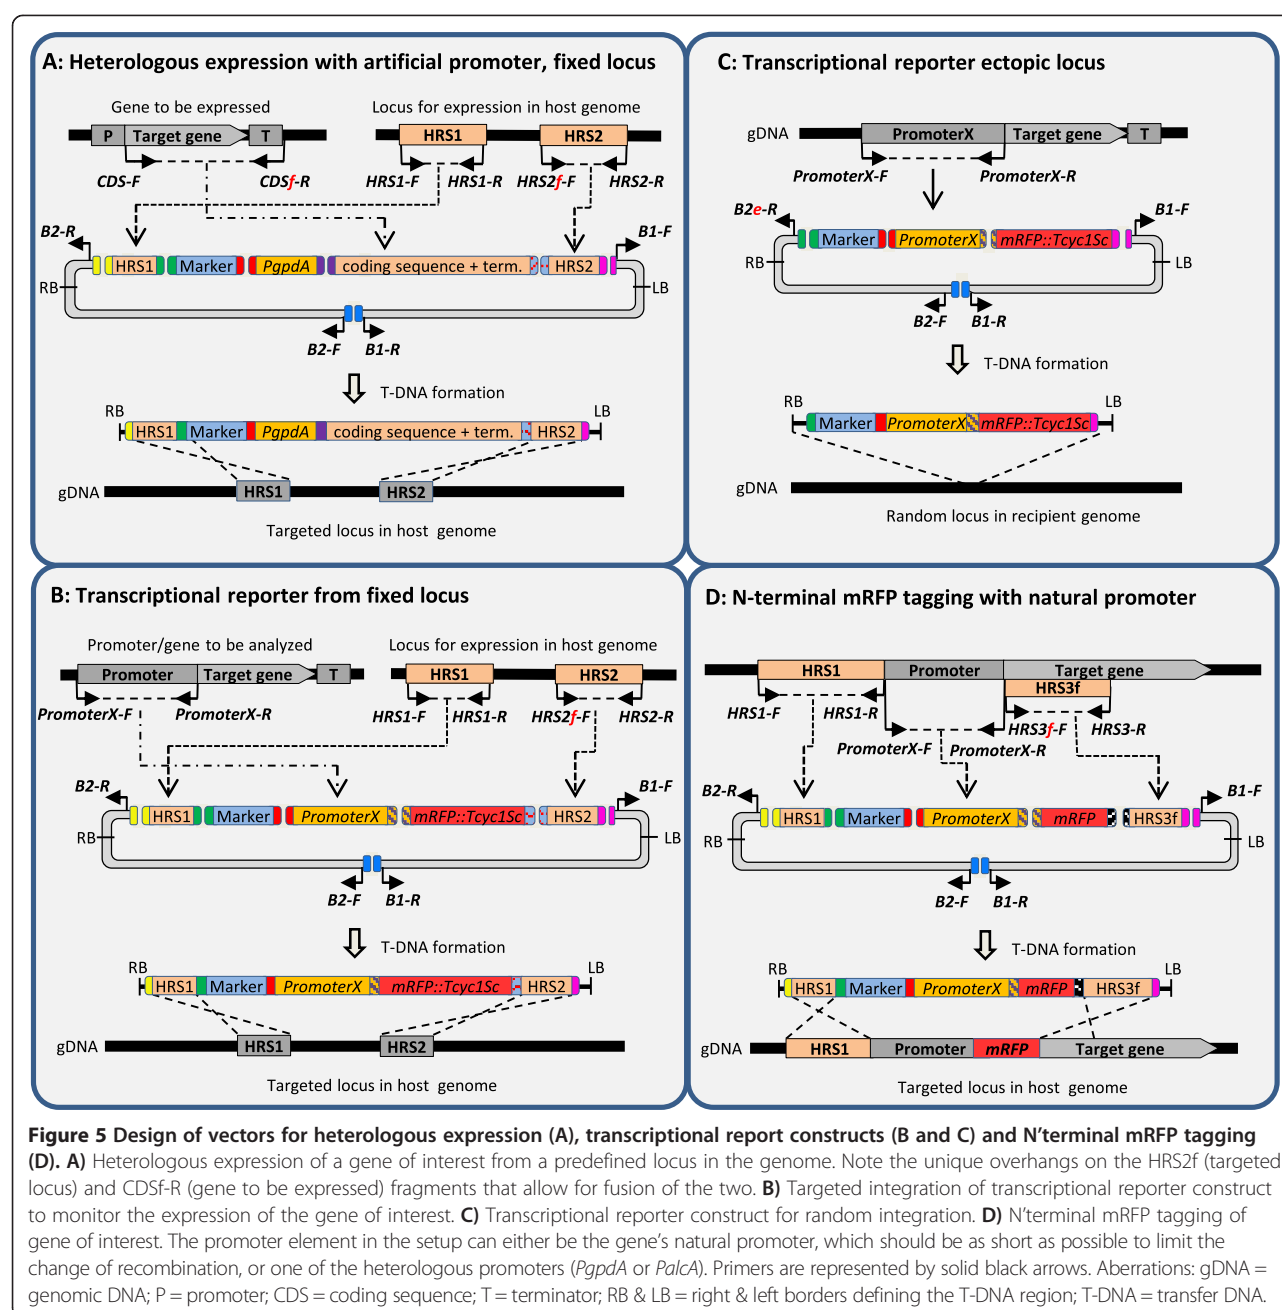 A: Heterologous expression with artificial promoter, fixed locus
Gene to be expressed
Locus for expression in host genome
P Target gene T
HRS1 HRS2
CDS-F CDSf-R
HRS1-F HRS1-R HRS2f-F HRS2-R
B2-R B1-F
HRS1 Marker PgpdA coding sequence + term. HRS2
RB LB
B2-F B1-R
T-DNA formation
RB LB
HRS1 Marker PgpdA coding sequence + term. HRS2
gDNA HRS1 HRS2
Targeted locus in host genome
C: Transcriptional reporter ectopic locus
gDNA PromoterX Target gene T
PromoterX-F PromoterX-R
B2e-R B1-F
Marker PromoterX mRFP::Tcyc1Sc
RB LB
B2-F B1-R
T-DNA formation
RB LB
Marker PromoterX mRFP::Tcyc1Sc
gDNA
Random locus in recipient genome
B: Transcriptional reporter from fixed locus
Promoter/gene to be analyzed
Locus for expression in host genome
Promoter Target gene T
HRS1 HRS2
PromoterX-F PromoterX-R
HRS1-F HRS1-R HRS2f-F HRS2-R
B2-R B1-F
HRS1 Marker PromoterX mRFP::Tcyc1Sc HRS2
RB LB
B2-F B1-R
T-DNA formation
RB LB
HRS1 Marker PromoterX mRFP::Tcyc1Sc HRS2
gDNA HRS1 HRS2
Targeted locus in host genome
D: N-terminal mRFP tagging with natural promoter
HRS1 Promoter Target gene
HRS3f
HRS1-F HRS1-R HRS3f-F HRS3-R
PromoterX-F PromoterX-R
B2-R B1-F
HRS1 Marker PromoterX mRFP HRS3f
RB LB
B2-F B1-R
T-DNA formation
RB LB
HRS1 Marker PromoterX mRFP HRS3f
gDNA HRS1 Promoter mRFP Target gene
Targeted locus in host genome
Figure 5 Design of vectors for heterologous expression (A), transcriptional report constructs (B and C) and N'terminal mRFP tagging
(D). A) Heterologous expression of a gene of interest from a predefined locus in the genome. Note the unique overhangs on the HRS2f (targeted
locus) and CDSf-R (gene to be expressed) fragments that allow for fusion of the two. B) Targeted integration of transcriptional reporter construct
to monitor the expression of the gene of interest. C) Transcriptional reporter construct for random integration. D) N'terminal mRFP tagging of
gene of interest. The promoter element in the setup can either be the gene's natural promoter, which should be as short as possible to limit the
change of recombination, or one of the heterologous promoters (PgpdA or PalcA). Primers are represented by solid black arrows. Aberrations: gDNA =
genomic DNA; P = promoter; CDS = coding sequence; T = terminator; RB & LB = right & left borders defining the T-DNA region; T-DNA = transfer DNA.